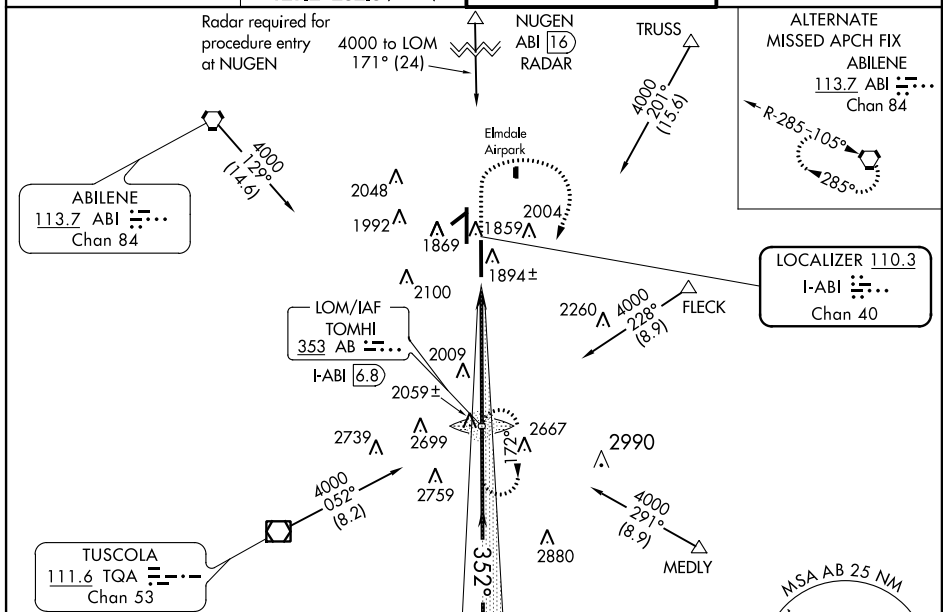 Radar required for
procedure entry
at NUGEN
4000 to LOM
171° (24)
NUGEN
ABI 16
RADAR
TRUSS
4000
201°
(15.6)
ALTERNATE
MISSED APCH FIX
ABILENE
113.7 ABI
Chan 84
R-285
105°
285°
4000
129°
(14.6)
ABILENE
113.7 ABI
Chan 84
Elmdale
Airpark
2048
1992
1869
1859
2004
1894±
2100
LOCALIZER 110.3
I-ABI
Chan 40
LOM/IAF
TOMHI
353 AB
I-ABI 6.8
2260
4000
228°
(8.9)
FLECK
2009
2059±
2739
2699
2667
172°
2990
2759
4000
052°
(8.2)
4000
291°
(8.9)
MEDLY
2880
352°
TUSCOLA
111.6 TQA
Chan 53
MSA AB 25 NM